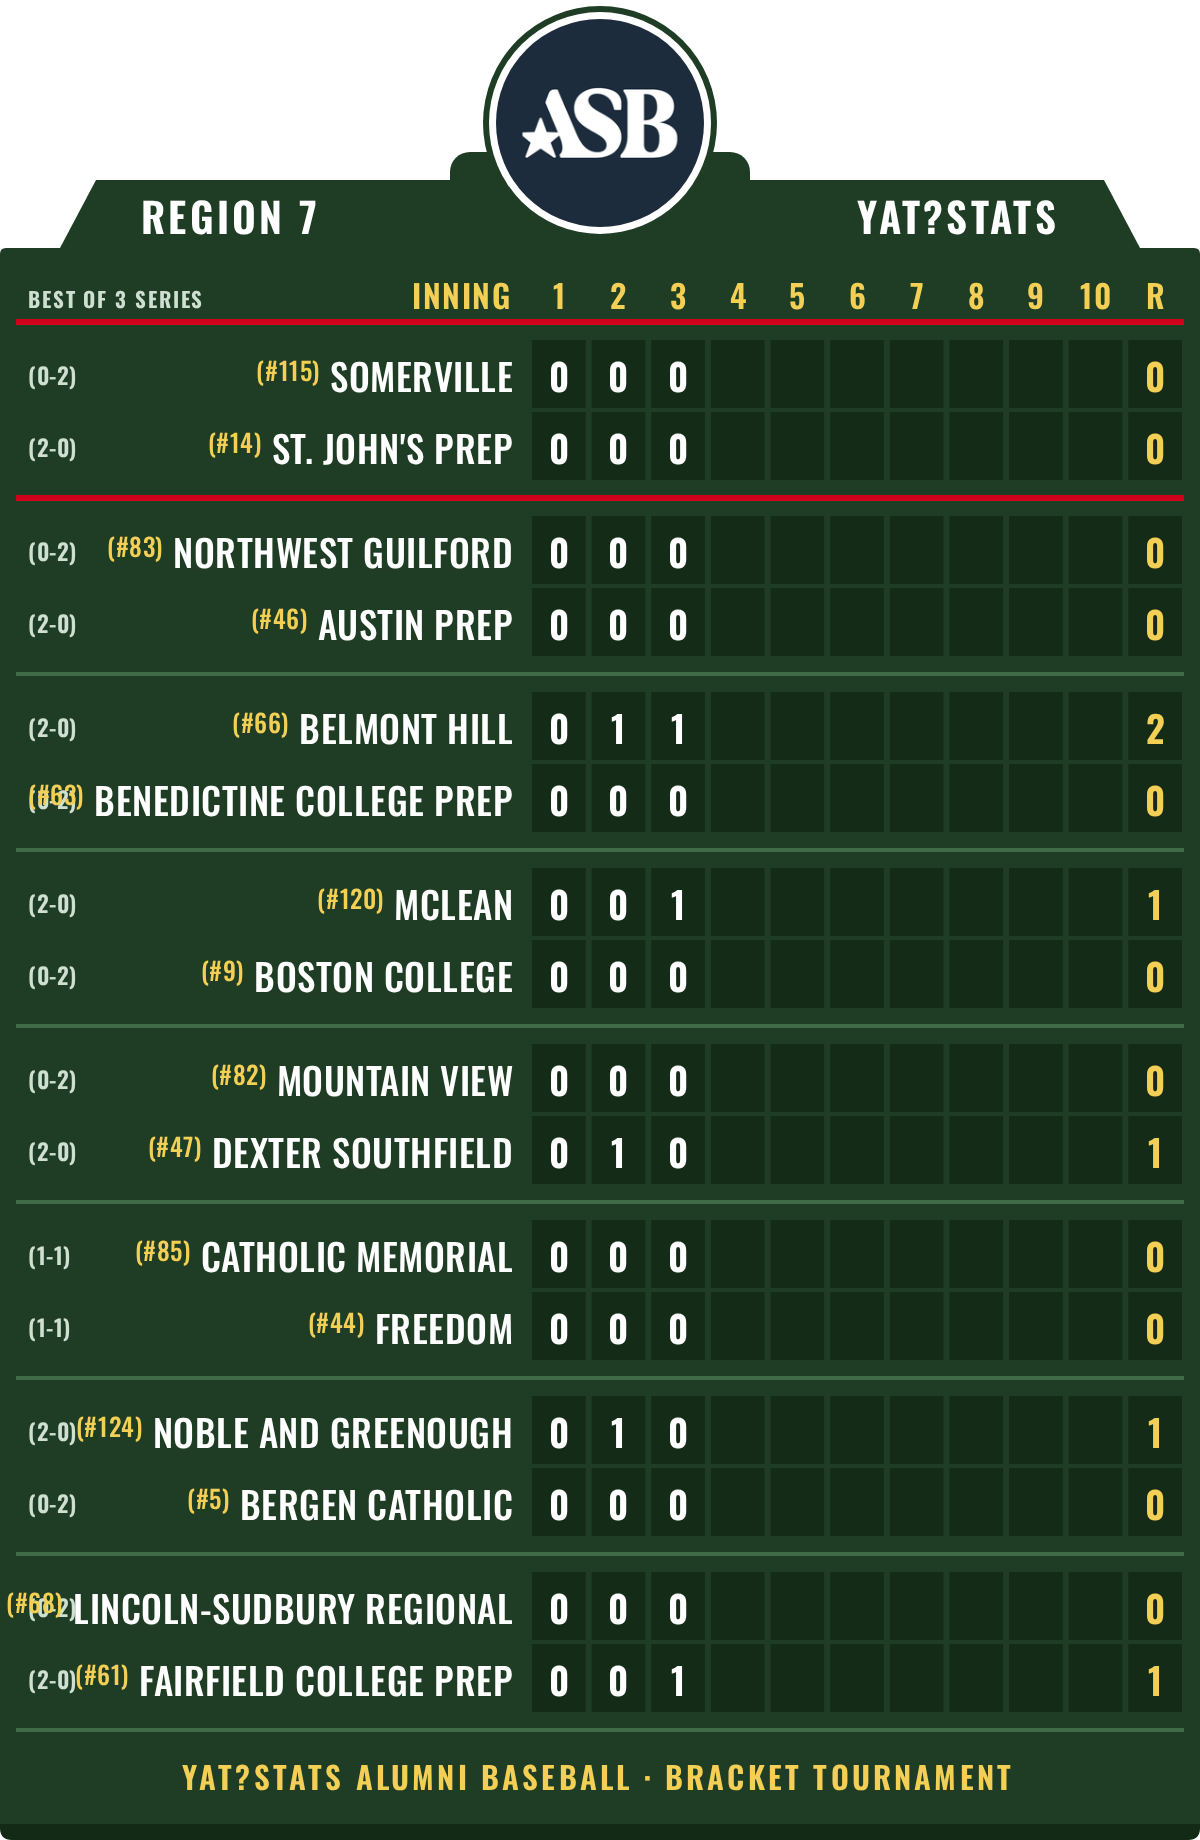 ASB
REGION 7 YAT?STATS
BEST OF 3 SERIES INNING 1 2 3 4 5 6 7 8 9 10 R
(0-2) (#115) SOMERVILLE 0 0 0 0
(2-0) (#14) ST. JOHN'S PREP 0 0 0 0
(0-2) (#83) NORTHWEST GUILFORD 0 0 0 0
(2-0) (#46) AUSTIN PREP 0 0 0 0
(2-0) (#66) BELMONT HILL 0 1 1 2
(0-2) (#63) BENEDICTINE COLLEGE PREP 0 0 0 0
(2-0) (#120) MCLEAN 0 0 1 1
(0-2) (#9) BOSTON COLLEGE 0 0 0 0
(0-2) (#82) MOUNTAIN VIEW 0 0 0 0
(2-0) (#47) DEXTER SOUTHFIELD 0 1 0 1
(1-1) (#85) CATHOLIC MEMORIAL 0 0 0 0
(1-1) (#44) FREEDOM 0 0 0 0
(2-0) (#124) NOBLE AND GREENOUGH 0 1 0 1
(0-2) (#5) BERGEN CATHOLIC 0 0 0 0
(0-2) (#68) LINCOLN-SUDBURY REGIONAL 0 0 0 0
(2-0) (#61) FAIRFIELD COLLEGE PREP 0 0 1 1
YAT?STATS ALUMNI BASEBALL · BRACKET TOURNAMENT